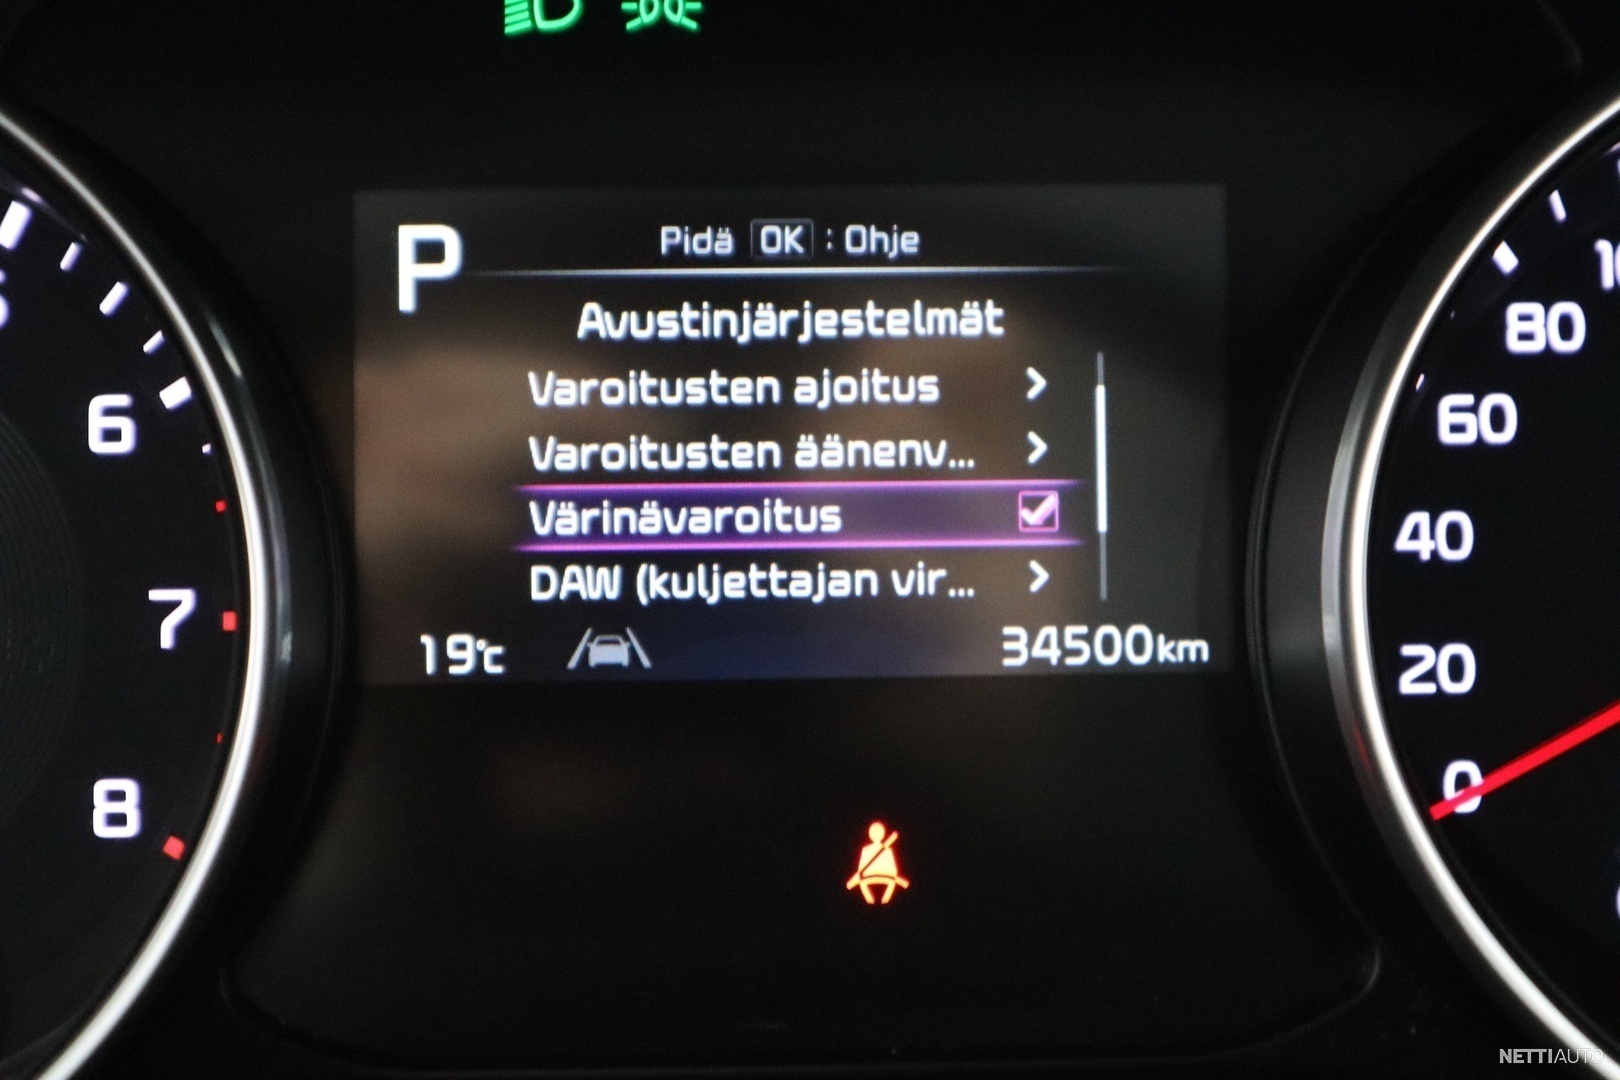 P
Pidä OK : Ohje
Avustinjärjestelmät
Varoitusten ajoitus
Varoitusten äänenv...
Värinävaroitus
DAW (kuljettajan vir...
19°C
34500km
6
7
8
80
60
40
20
0
NETTIAUTO